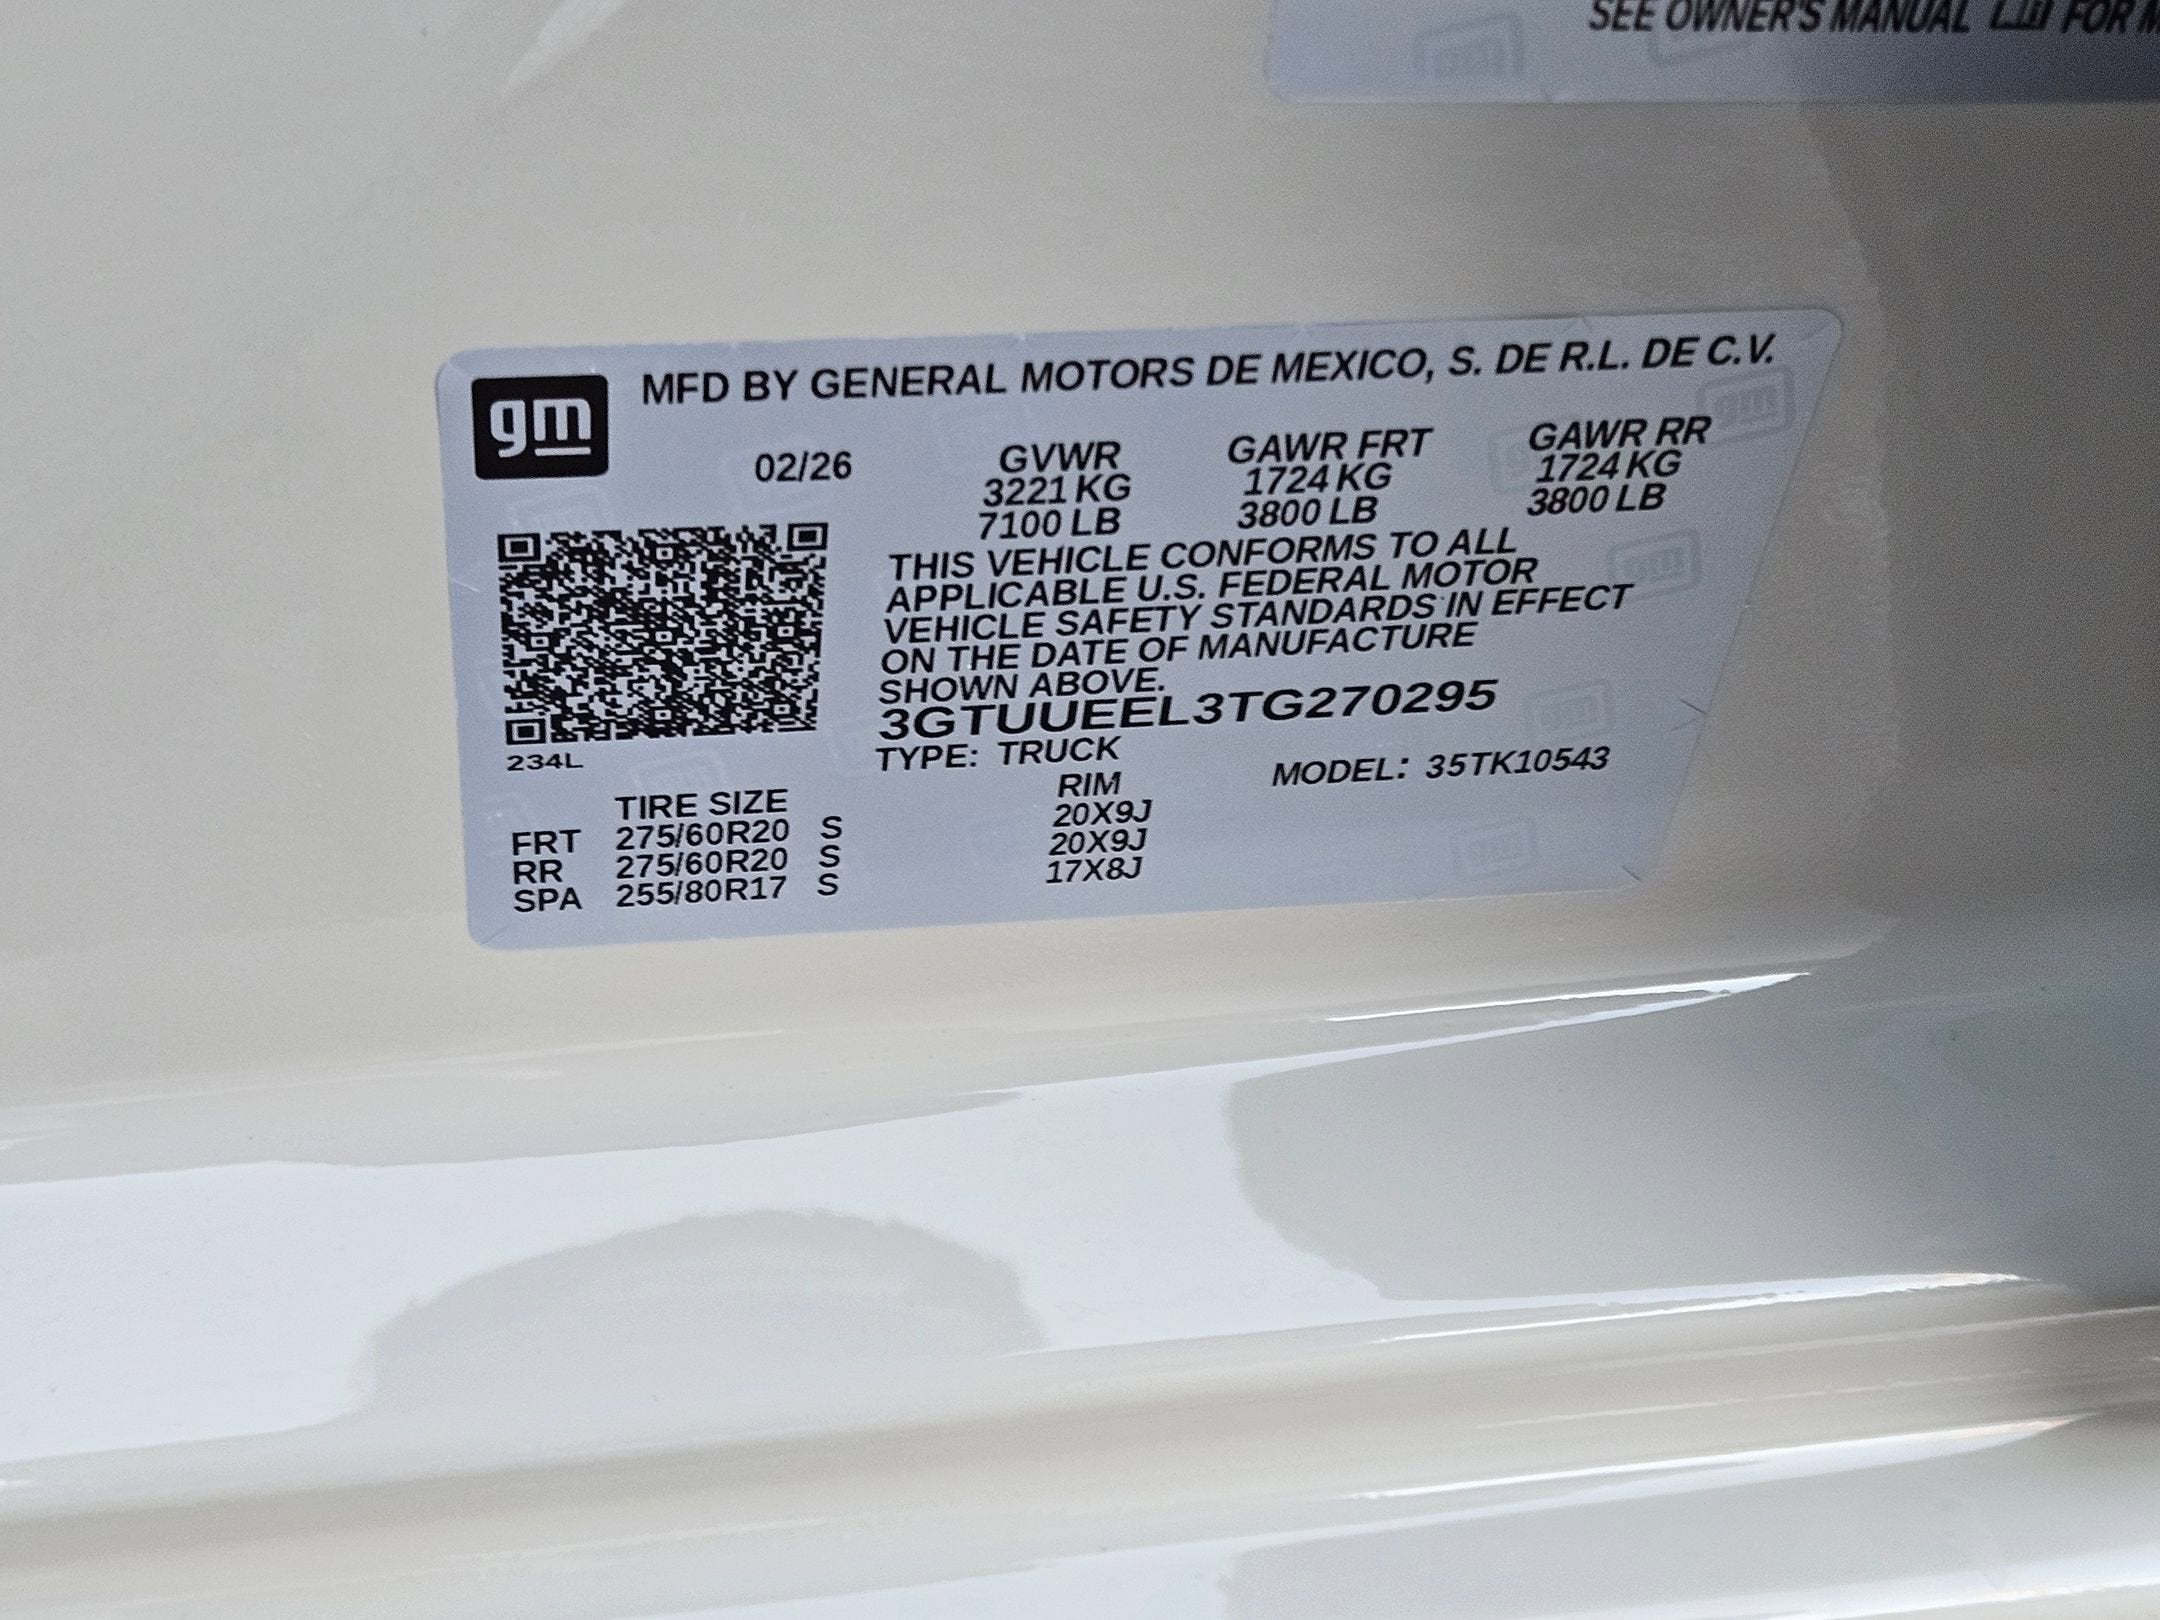 SEE OWNER'S MANUAL FOR
gm
MFD BY GENERAL MOTORS DE MEXICO, S. DE R.L. DE C.V.
02/26 GVWR GAWR FRT GAWR RR
3221 KG 1724 KG 1724 KG
7100 LB 3800 LB 3800 LB
THIS VEHICLE CONFORMS TO ALL
APPLICABLE U.S. FEDERAL MOTOR
VEHICLE SAFETY STANDARDS IN EFFECT
ON THE DATE OF MANUFACTURE
SHOWN ABOVE.
3GTUUEEL3TG270295
234L
TYPE: TRUCK MODEL: 35TK10543
TIRE SIZE RIM
FRT 275/60R20 S 20X9J
RR 275/60R20 S 20X9J
SPA 255/80R17 S 17X8J